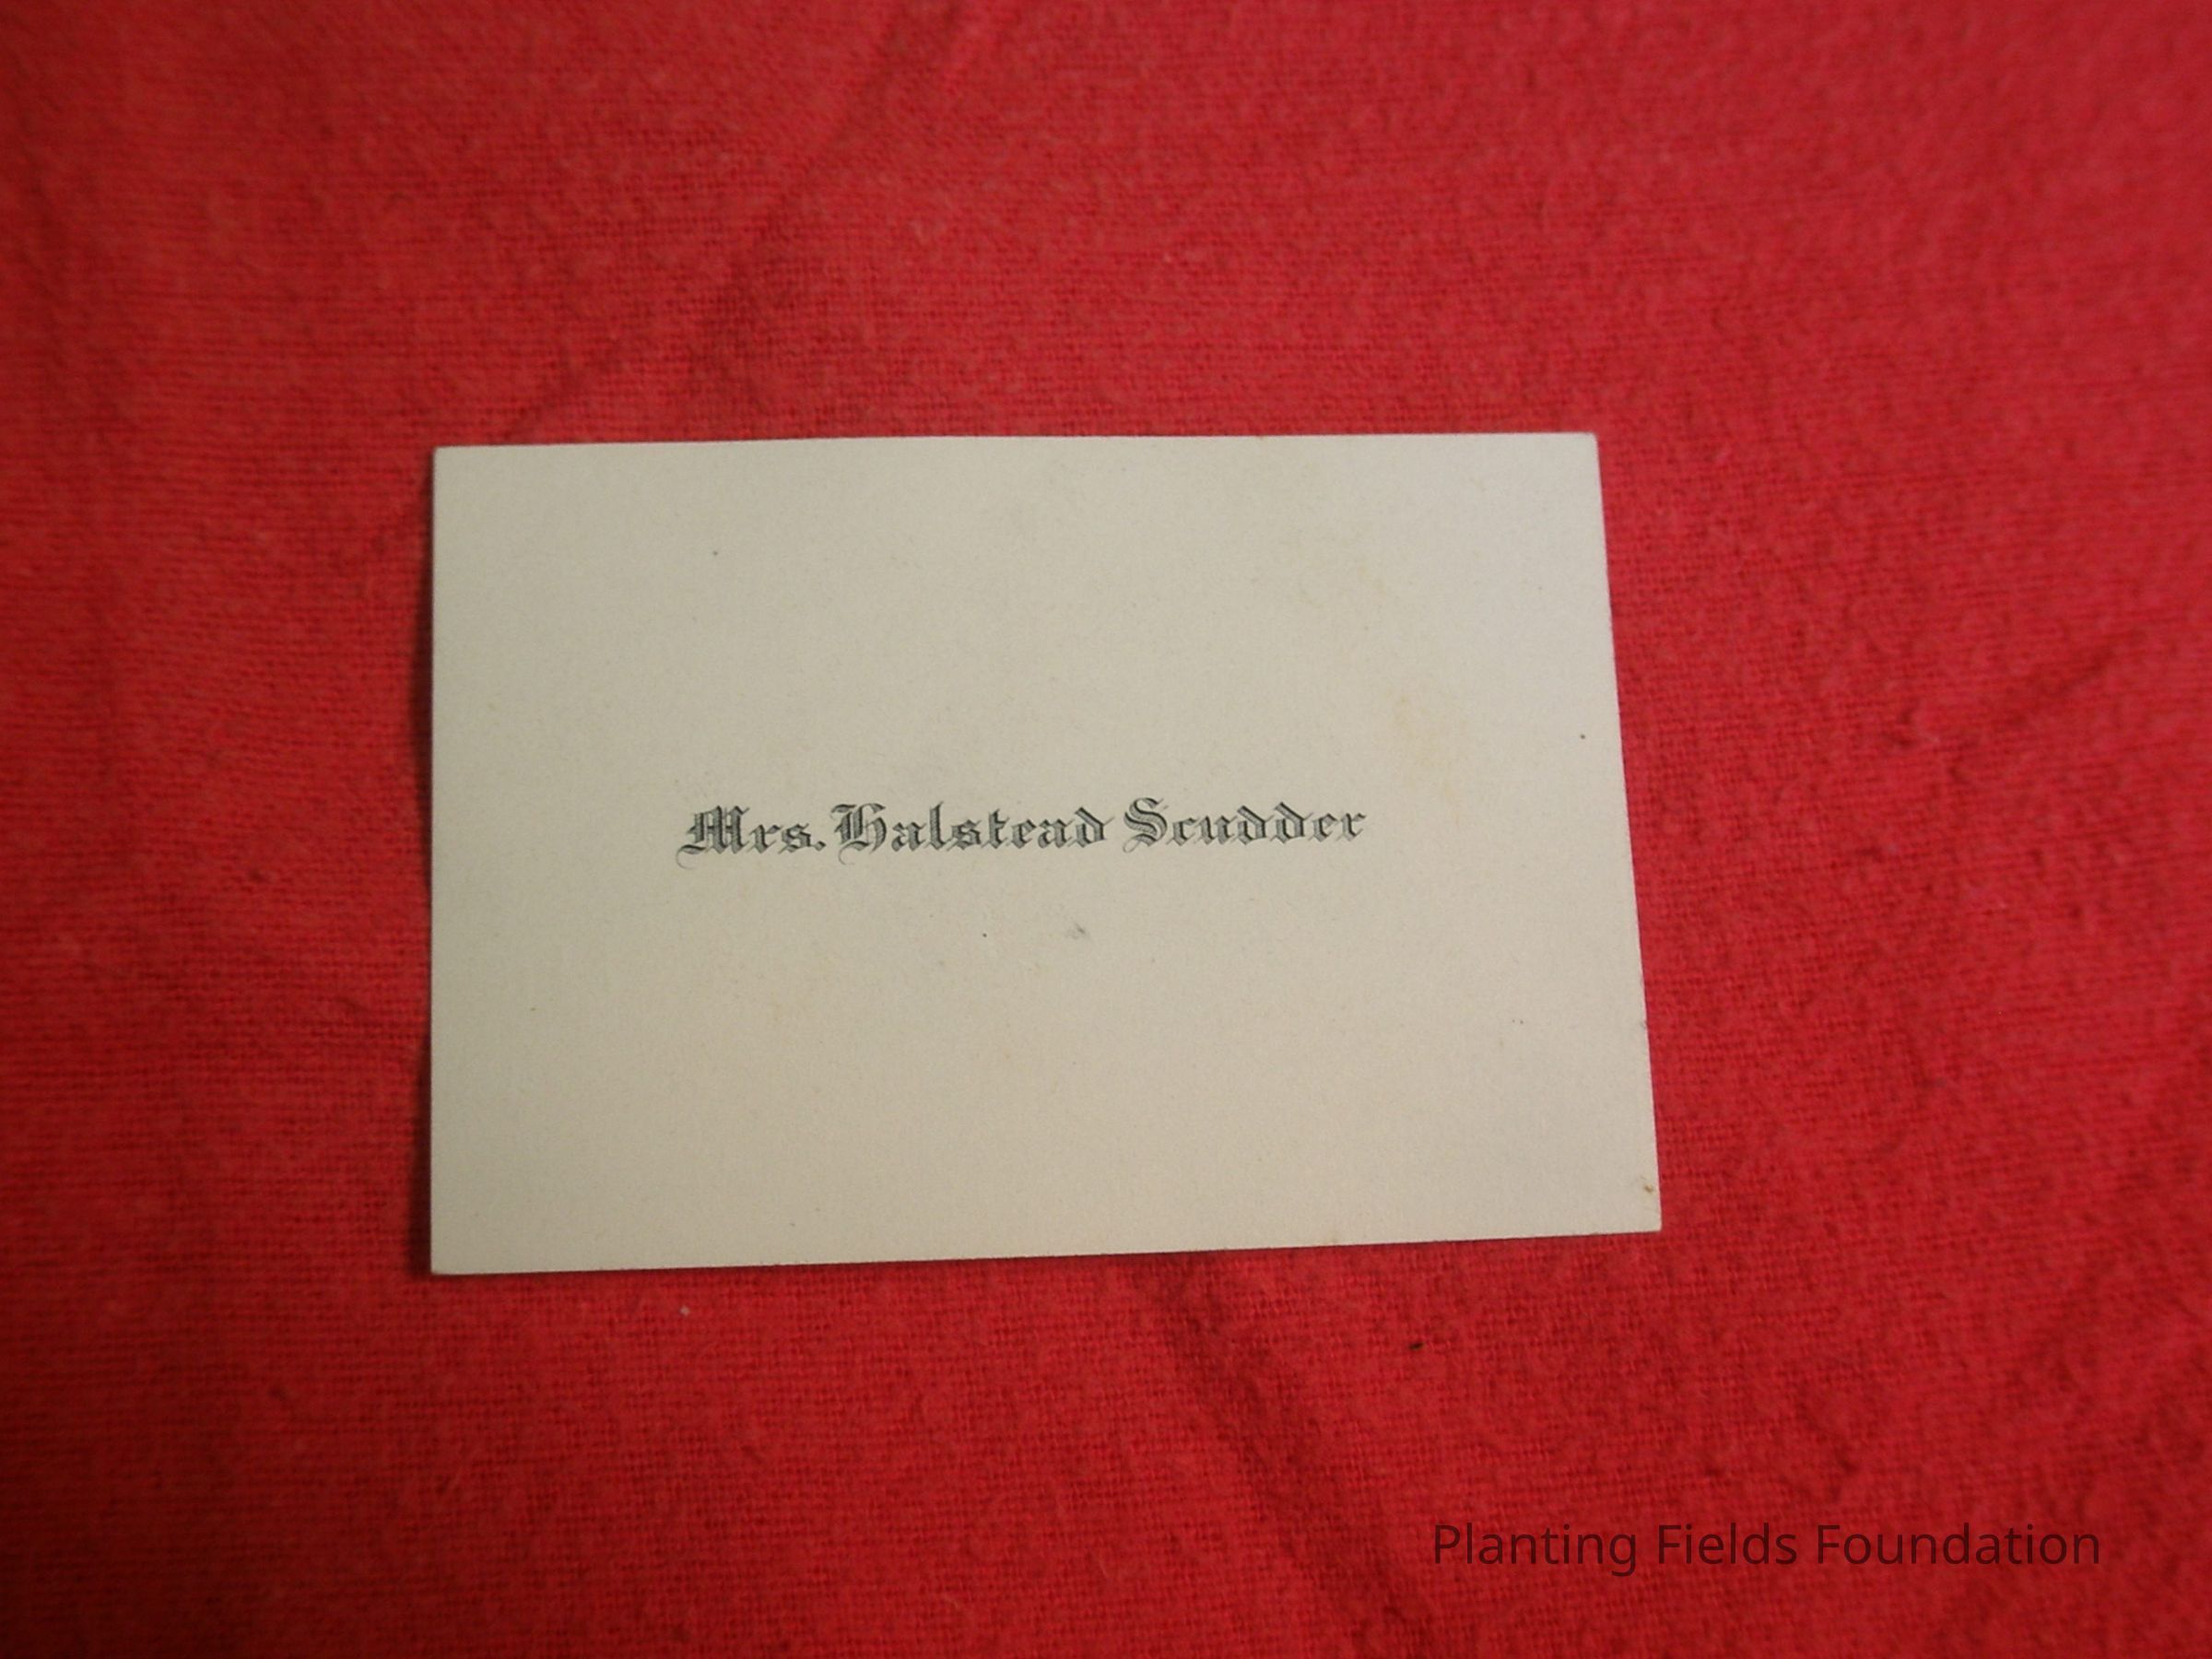 Mrs. Halstead Scudder
Planting Fields Foundation